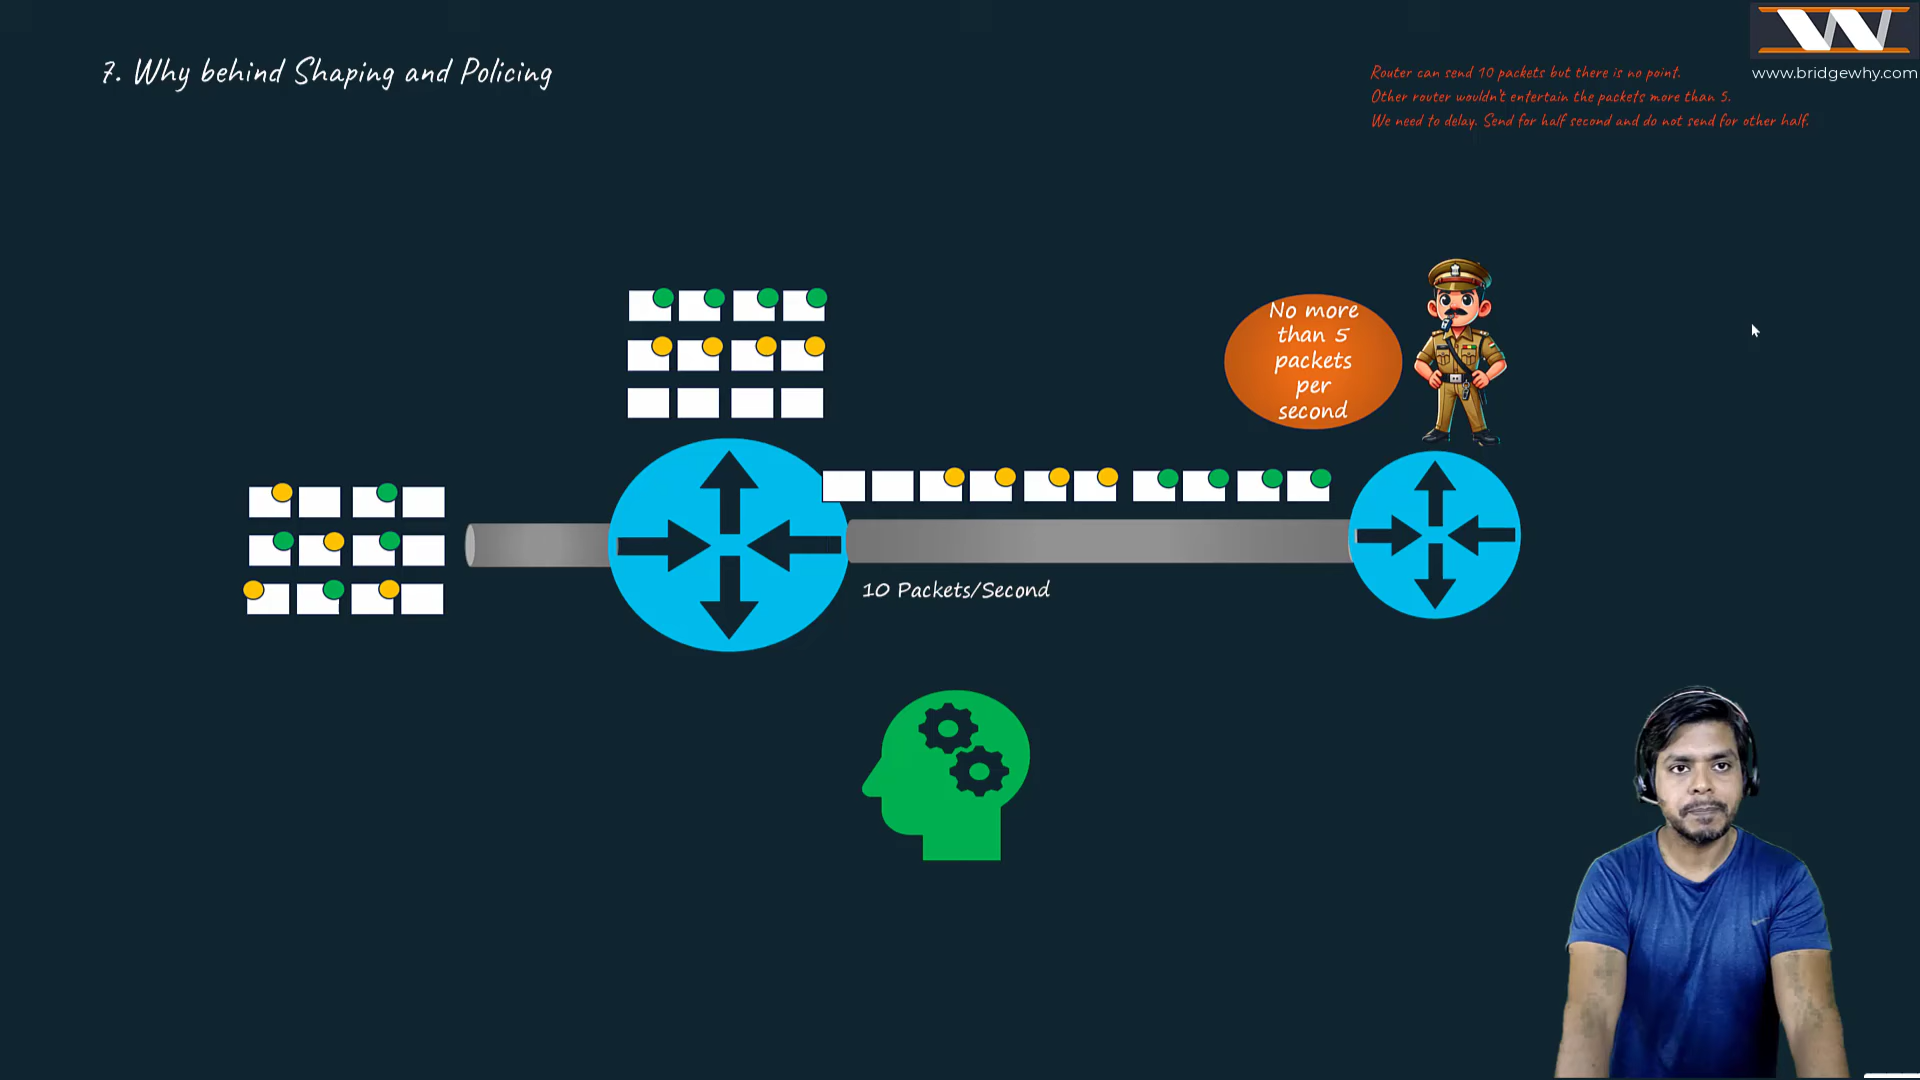 7. Why behind Shaping and Policing
Router can send 10 packets but there is no point.
Other router wouldn't entertain the packets more than 5.
We need to delay. Send for half second and do not send for other half.
www.bridgewhy.com
No more
than 5
packets
per
second
10 Packets/Second